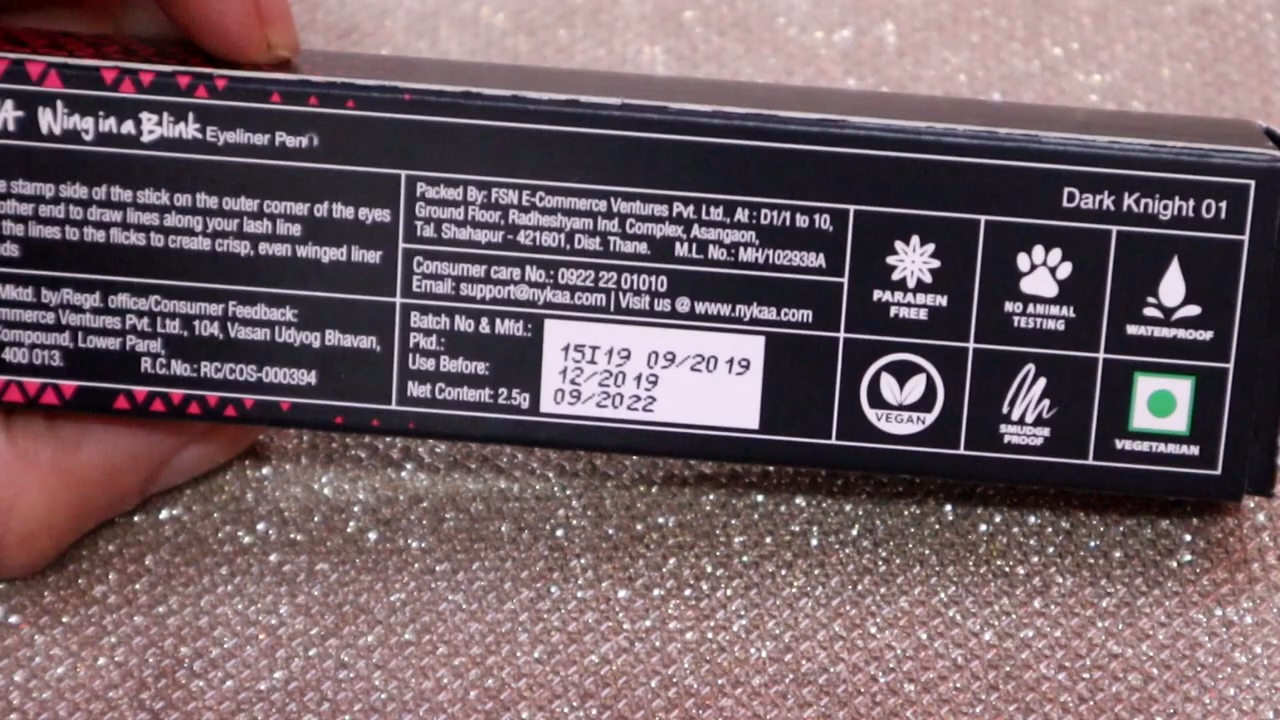 Wing in a Blink Eyeliner Pen
Dark Knight 01
stamp side of the stick on the outer corner of the eyes
other end to draw lines along your lash line
the lines to the flicks to create crisp, even winged liner
Mktd. by/Regd. office/Consumer Feedback:
Ventures Pvt. Ltd., 104, Vasan Udyog Bhavan,
Compound, Lower Parel,
400 013. R.C.No.: RC/COS-000394
Packed By: FSN E-Commerce Ventures Pvt. Ltd., At : D1/1 to 10,
Ground Floor, Radheshyam Ind. Complex, Asangaon,
Tal. Shahapur - 421601, Dist. Thane. M.L. No.: MH/102938A
Consumer care No.: 0922 22 01010
Email: support@nykaa.com | Visit us @ www.nykaa.com
Batch No & Mfd.: 15I19 09/2019
Pkd.: 12/2019
Use Before: 09/2022
Net Content: 2.5g
PARABEN
FREE
NO ANIMAL
TESTING
WATERPROOF
VEGAN
SMUDGE
PROOF
VEGETARIAN